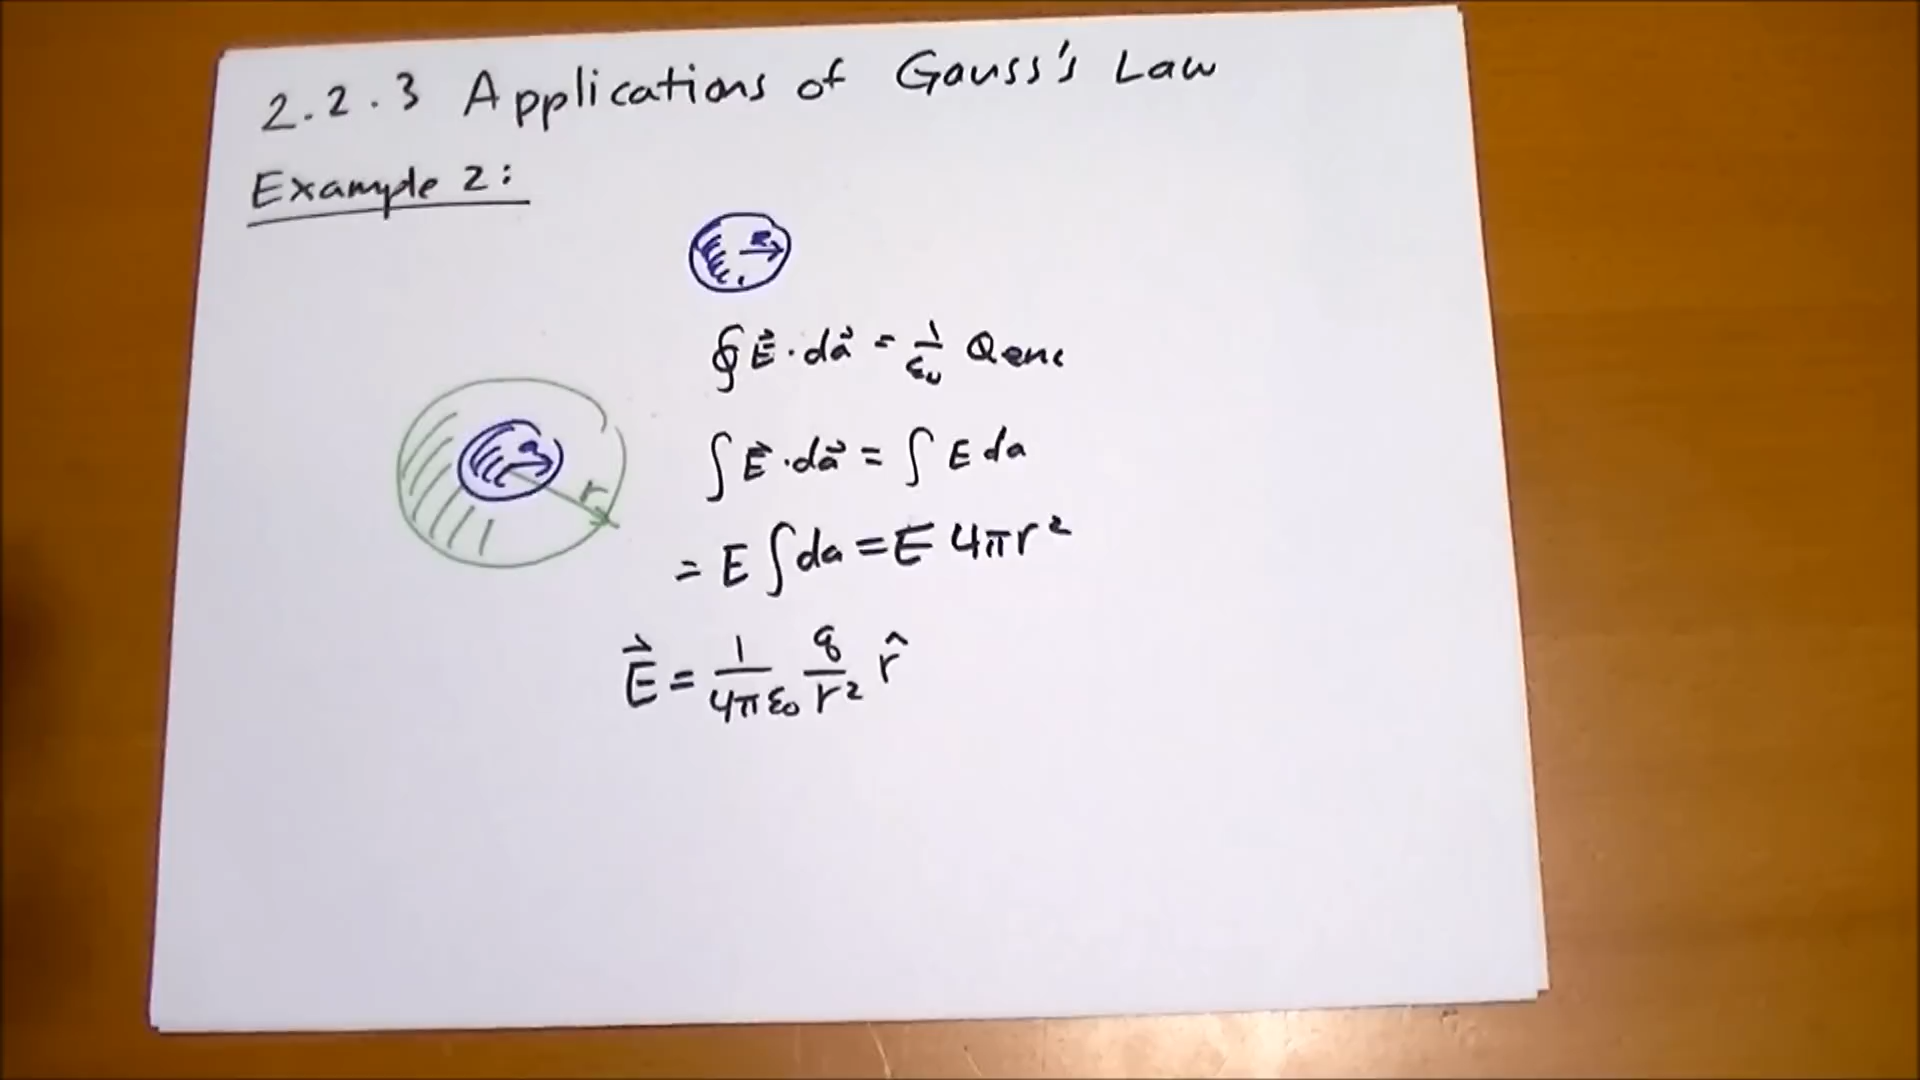 2.2.3 Applications of Gauss's Law
Example 2:
R
∮ E⃗ · da⃗ = 1/ε₀ Qenc
R
r
∫ E⃗ · da⃗ = ∫ E da
= E ∫ da = E 4πr²
E⃗ = 1/4πε₀ q/r² r̂